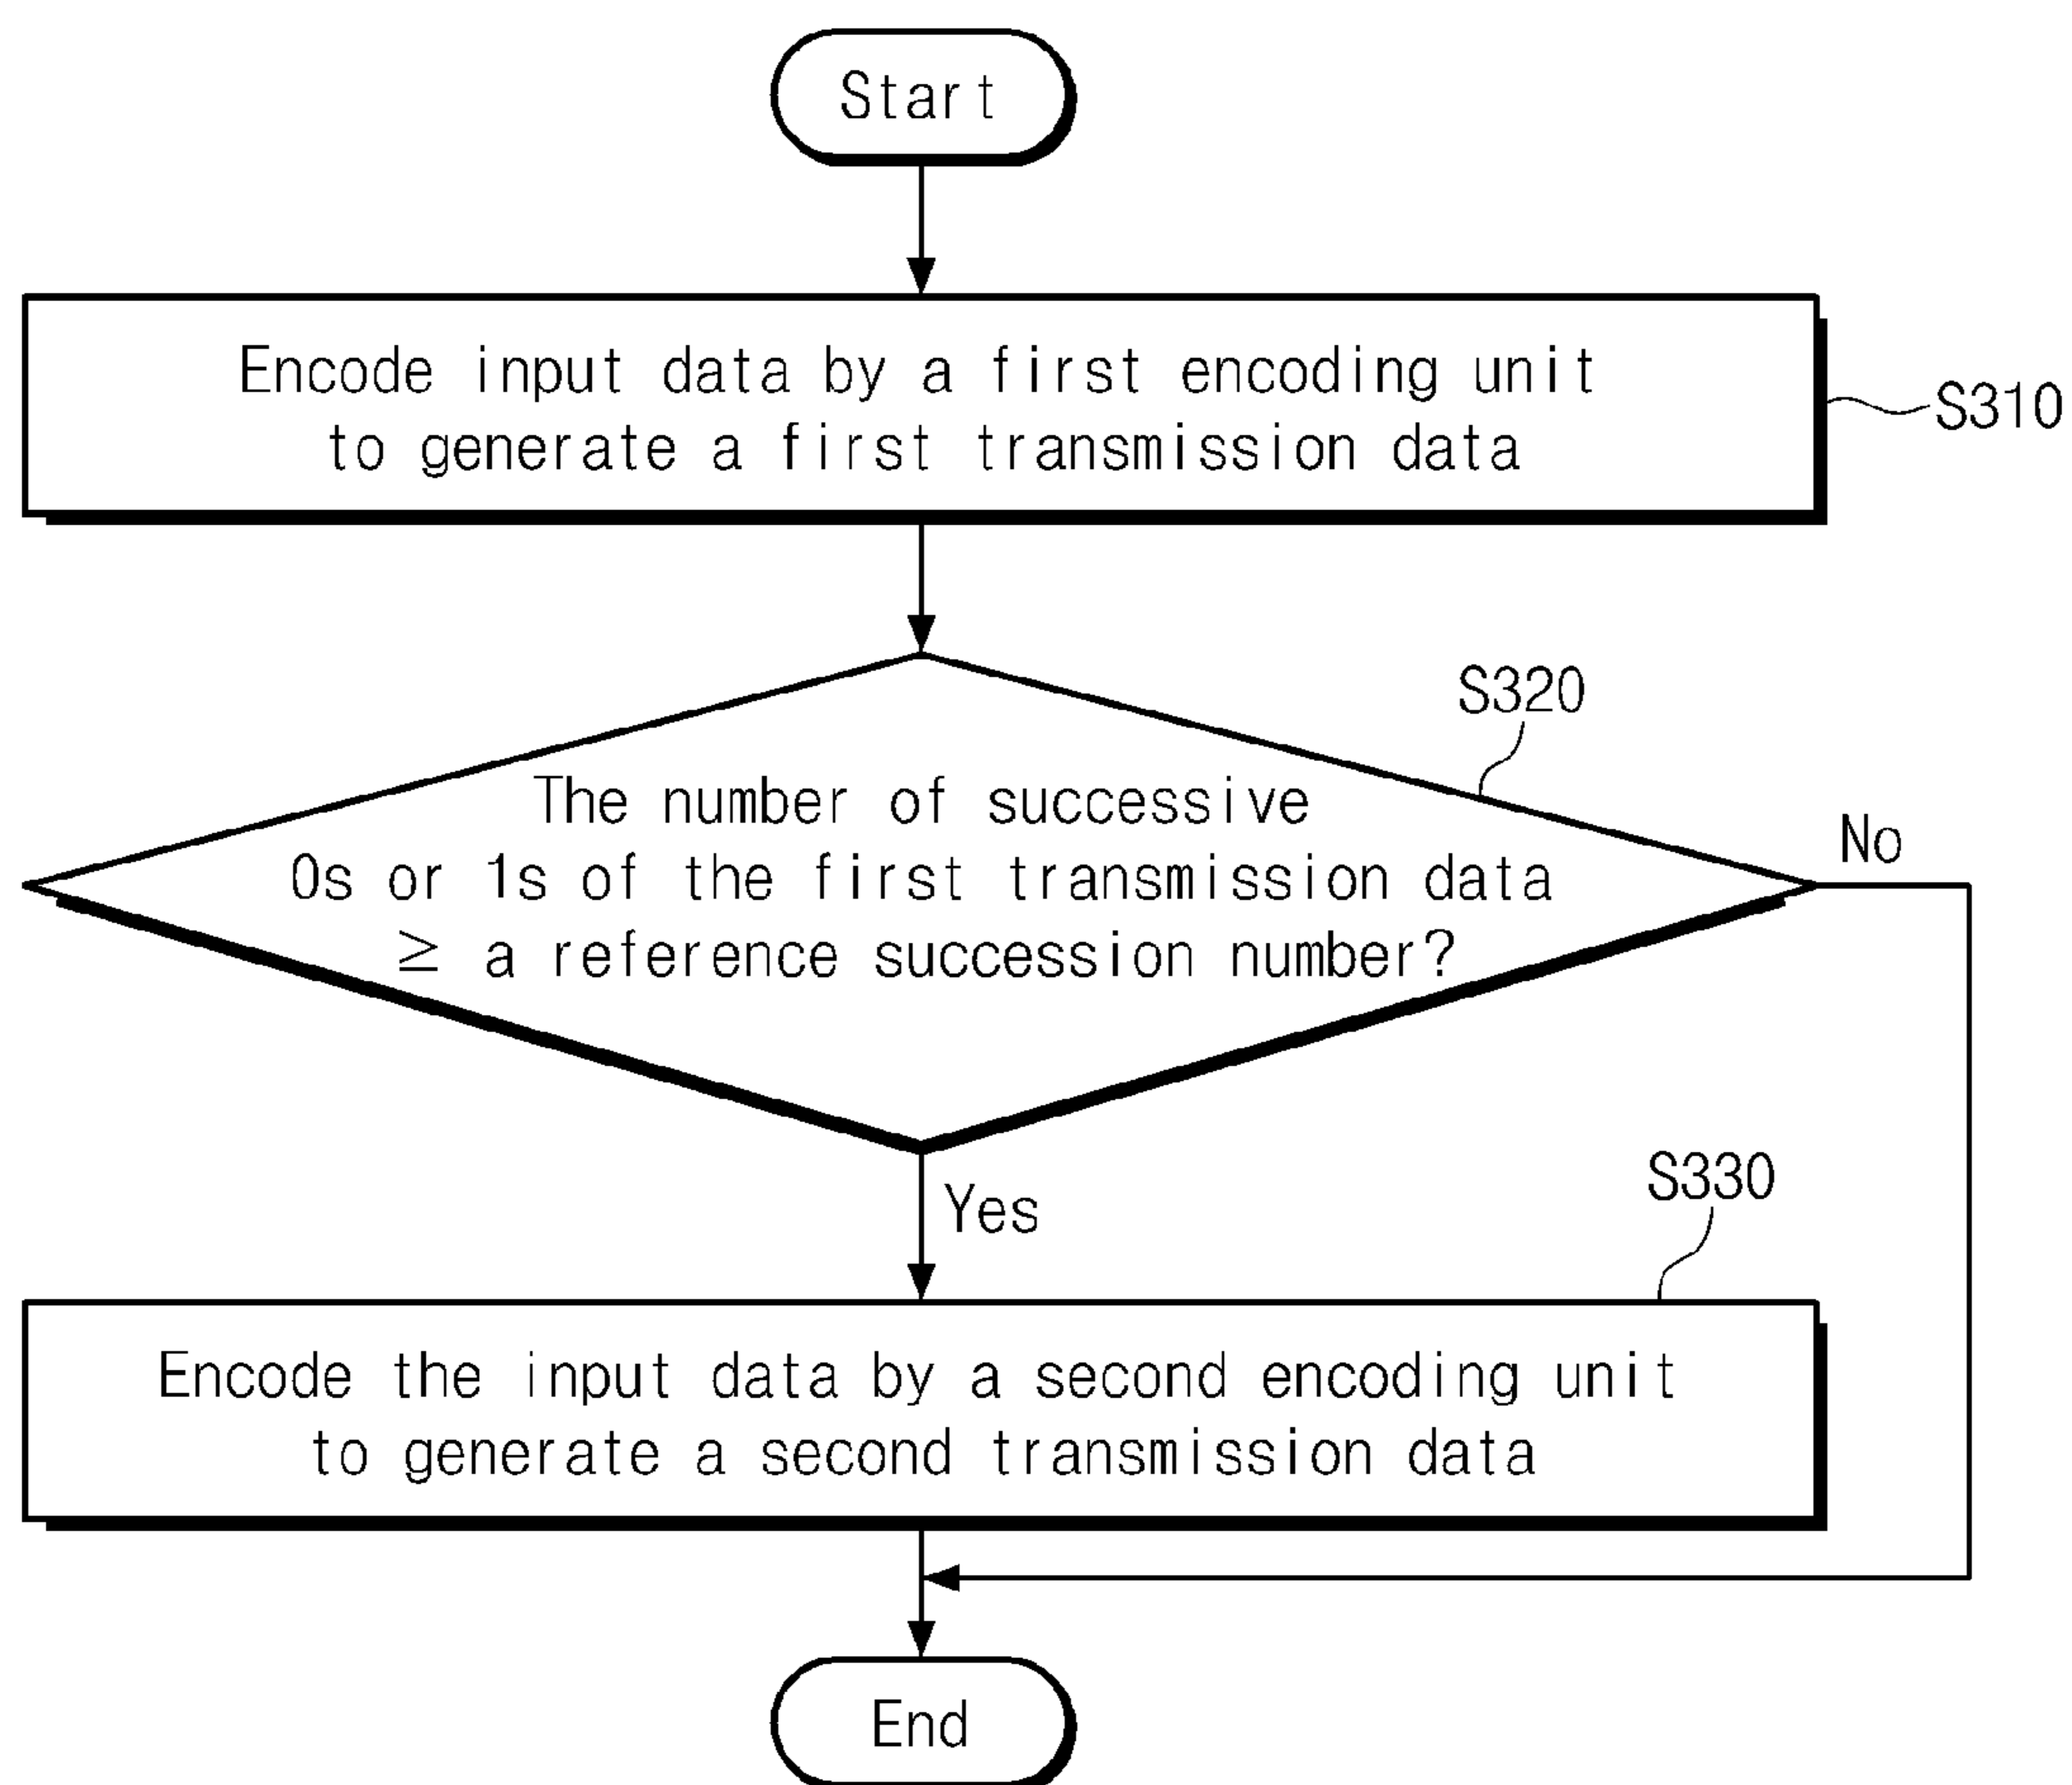 Start
Encode input data by a first encoding unit
to generate a first transmission data
S310
S320
The number of successive
0s or 1s of the first transmission data
≥ a reference succession number?
No
Yes
S330
Encode the input data by a second encoding unit
to generate a second transmission data
End